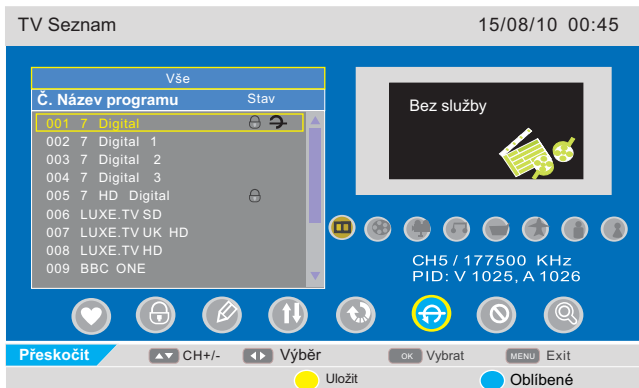 TV Seznam 15/08/10 00:45
Vše
Č. Název programu Stav
001 7 Digital
002 7 Digital 1
003 7 Digital 2
004 7 Digital 3
005 7 HD Digital
006 LUXE.TV SD
007 LUXE.TV UK HD
008 LUXE.TV HD
009 BBC ONE
Bez služby
CH5 / 177500 KHz
PID: V 1025, A 1026
Přeskočit CH+/- Výběr OK Vybrat MENU Exit
Uložit Oblíbené